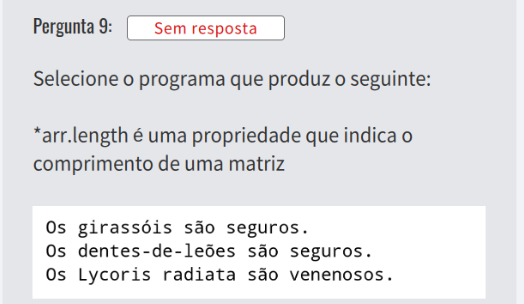 Pergunta 9: Sem resposta
Selecione o programa que produz o seguinte:
*arr.length é uma propriedade que indica o
comprimento de uma matriz
Os girassóis são seguros.
Os dentes-de-leões são seguros.
Os Lycoris radiata são venenosos.